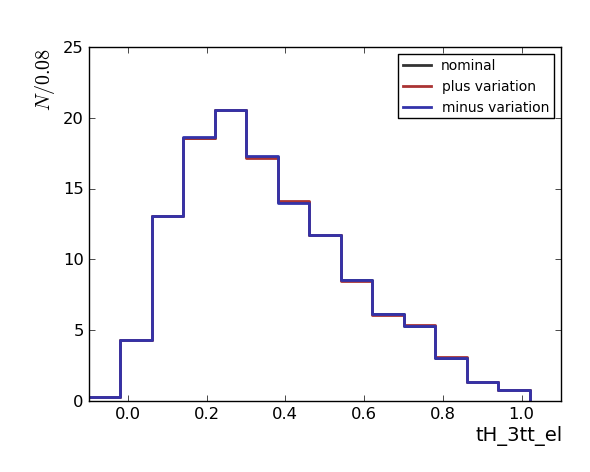 N/0.08
25
20
15
10
5
0
nominal
plus variation
minus variation
0.0 0.2 0.4 0.6 0.8 1.0
tH_3tt_el